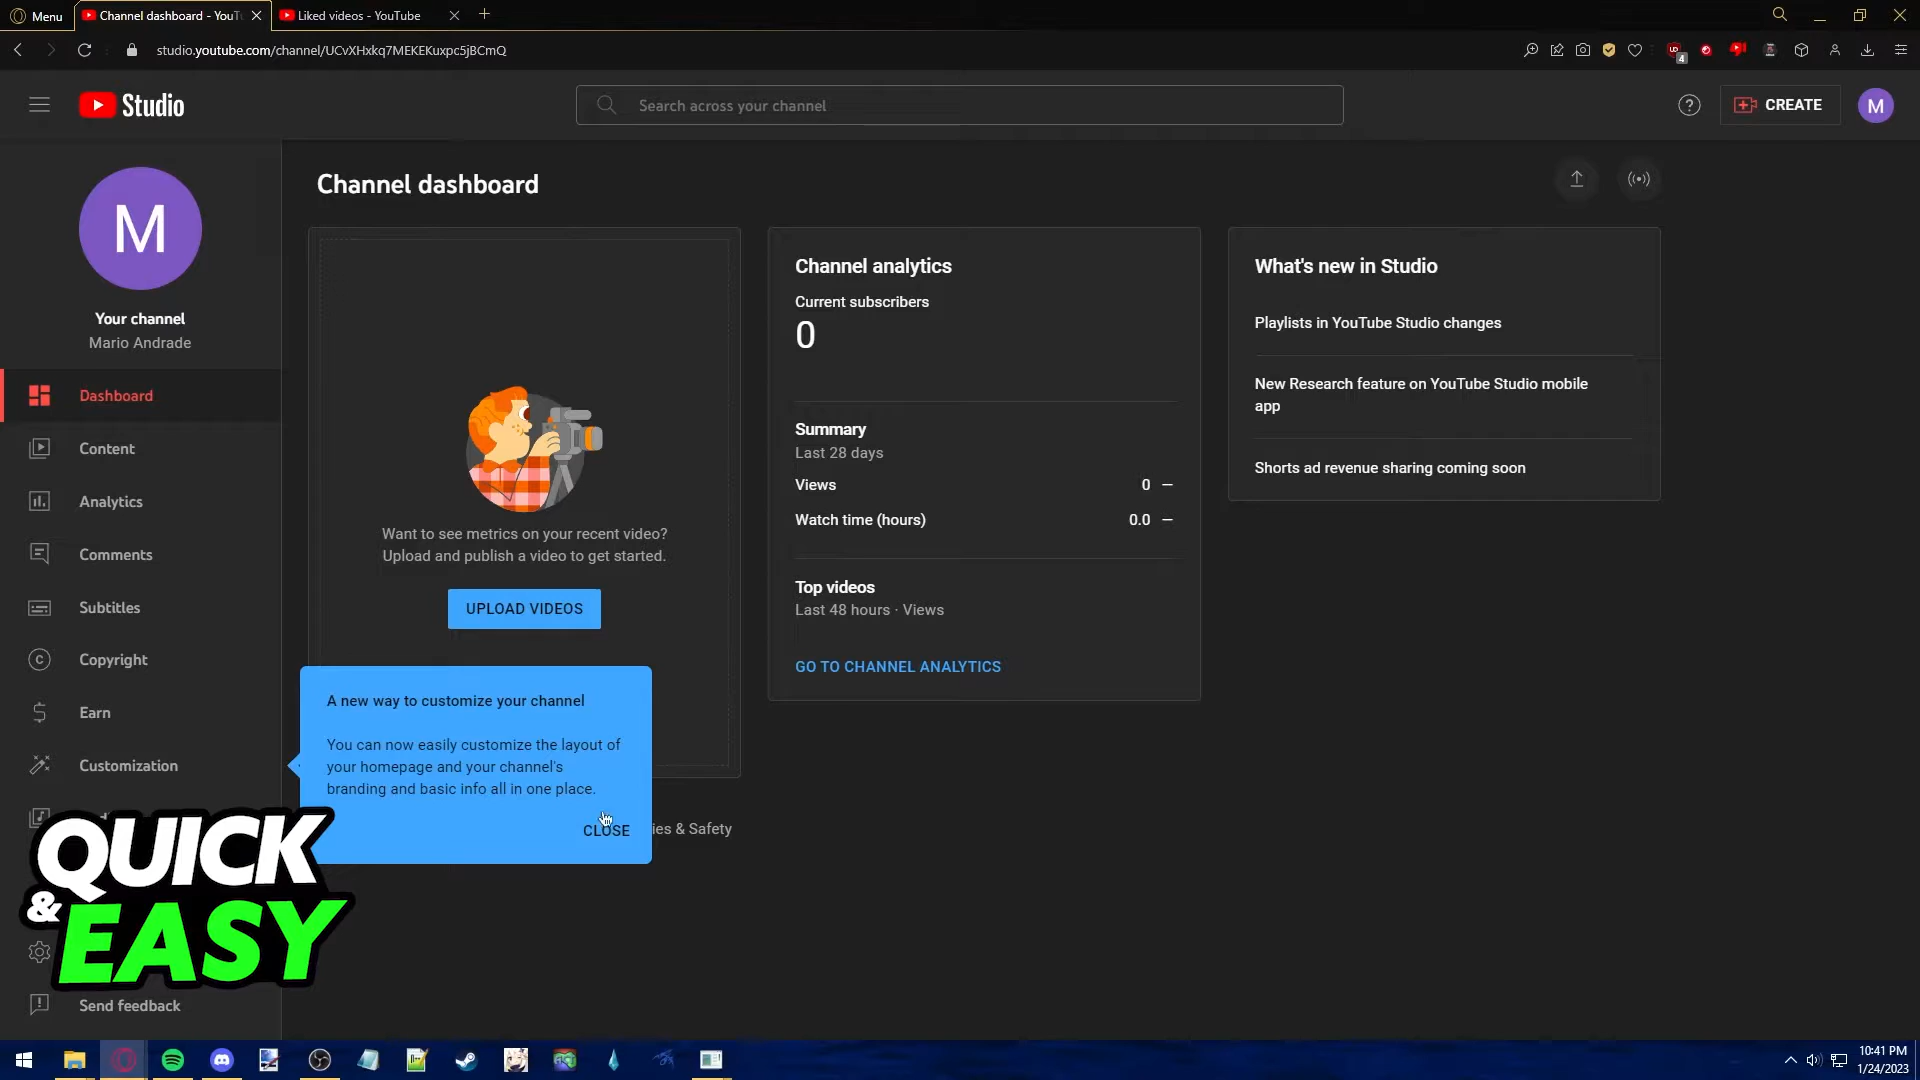 Menu
Channel dashboard - YouT
Liked videos - YouTube
studio.youtube.com/channel/UCvXHxkq7MEKEKuxpc5jBCmQ
4
Studio
Search across your channel
CREATE
M
M
Your channel
Mario Andrade
Dashboard
Content
Analytics
Comments
Subtitles
Copyright
Earn
Customization
Send feedback
Channel dashboard
Want to see metrics on your recent video?
Upload and publish a video to get started.
UPLOAD VIDEOS
A new way to customize your channel
You can now easily customize the layout of
your homepage and your channel's
branding and basic info all in one place.
CLOSE
ies & Safety
Channel analytics
Current subscribers
0
Summary
Last 28 days
Views 0 —
Watch time (hours) 0.0 —
Top videos
Last 48 hours · Views
GO TO CHANNEL ANALYTICS
What's new in Studio
Playlists in YouTube Studio changes
New Research feature on YouTube Studio mobile
app
Shorts ad revenue sharing coming soon
QUICK
& EASY
10:41 PM
1/24/2023